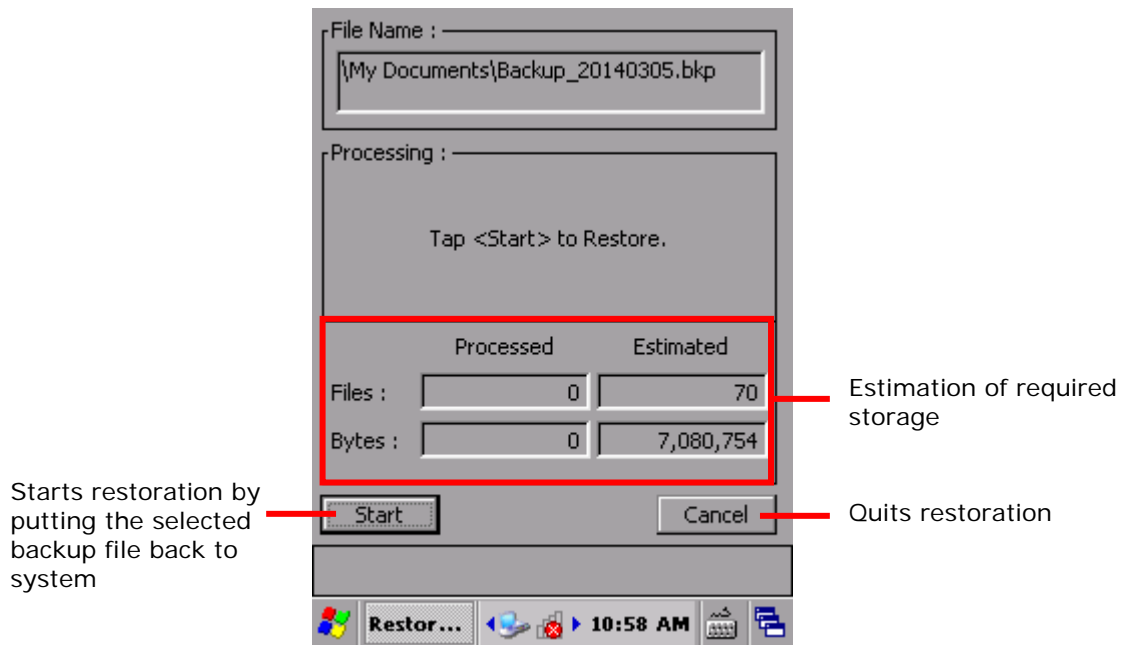 File Name :
\My Documents\Backup_20140305.bkp
Processing :
Tap <Start> to Restore.
Processed Estimated
Files : 0 70
Bytes : 0 7,080,754
Estimation of required
storage
Starts restoration by
putting the selected
backup file back to
system
Start Cancel
Quits restoration
Restor... 10:58 AM